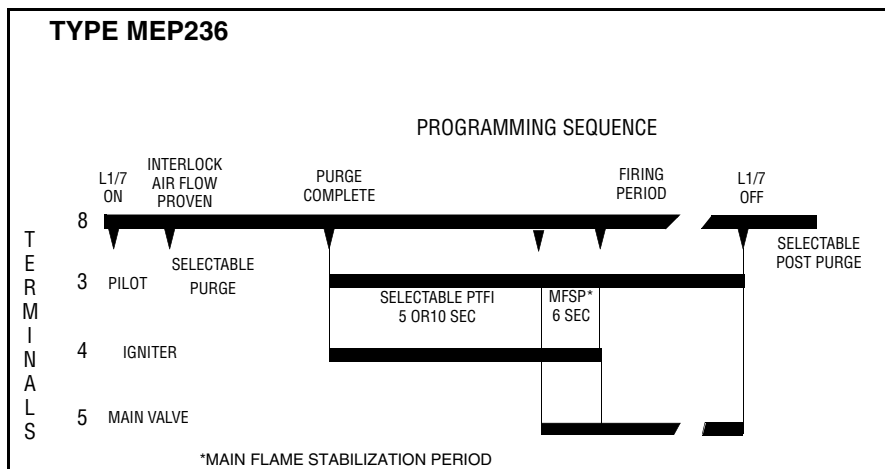 TYPE MEP236
PROGRAMMING SEQUENCE
L1/7
ON
INTERLOCK
AIR FLOW
PROVEN
PURGE
COMPLETE
FIRING
PERIOD
L1/7
OFF
8
SELECTABLE
POST PURGE
TERMINALS
3 PILOT
SELECTABLE
PURGE
SELECTABLE PTFI
5 OR10 SEC
MFSP*
6 SEC
4 IGNITER
5 MAIN VALVE
*MAIN FLAME STABILIZATION PERIOD